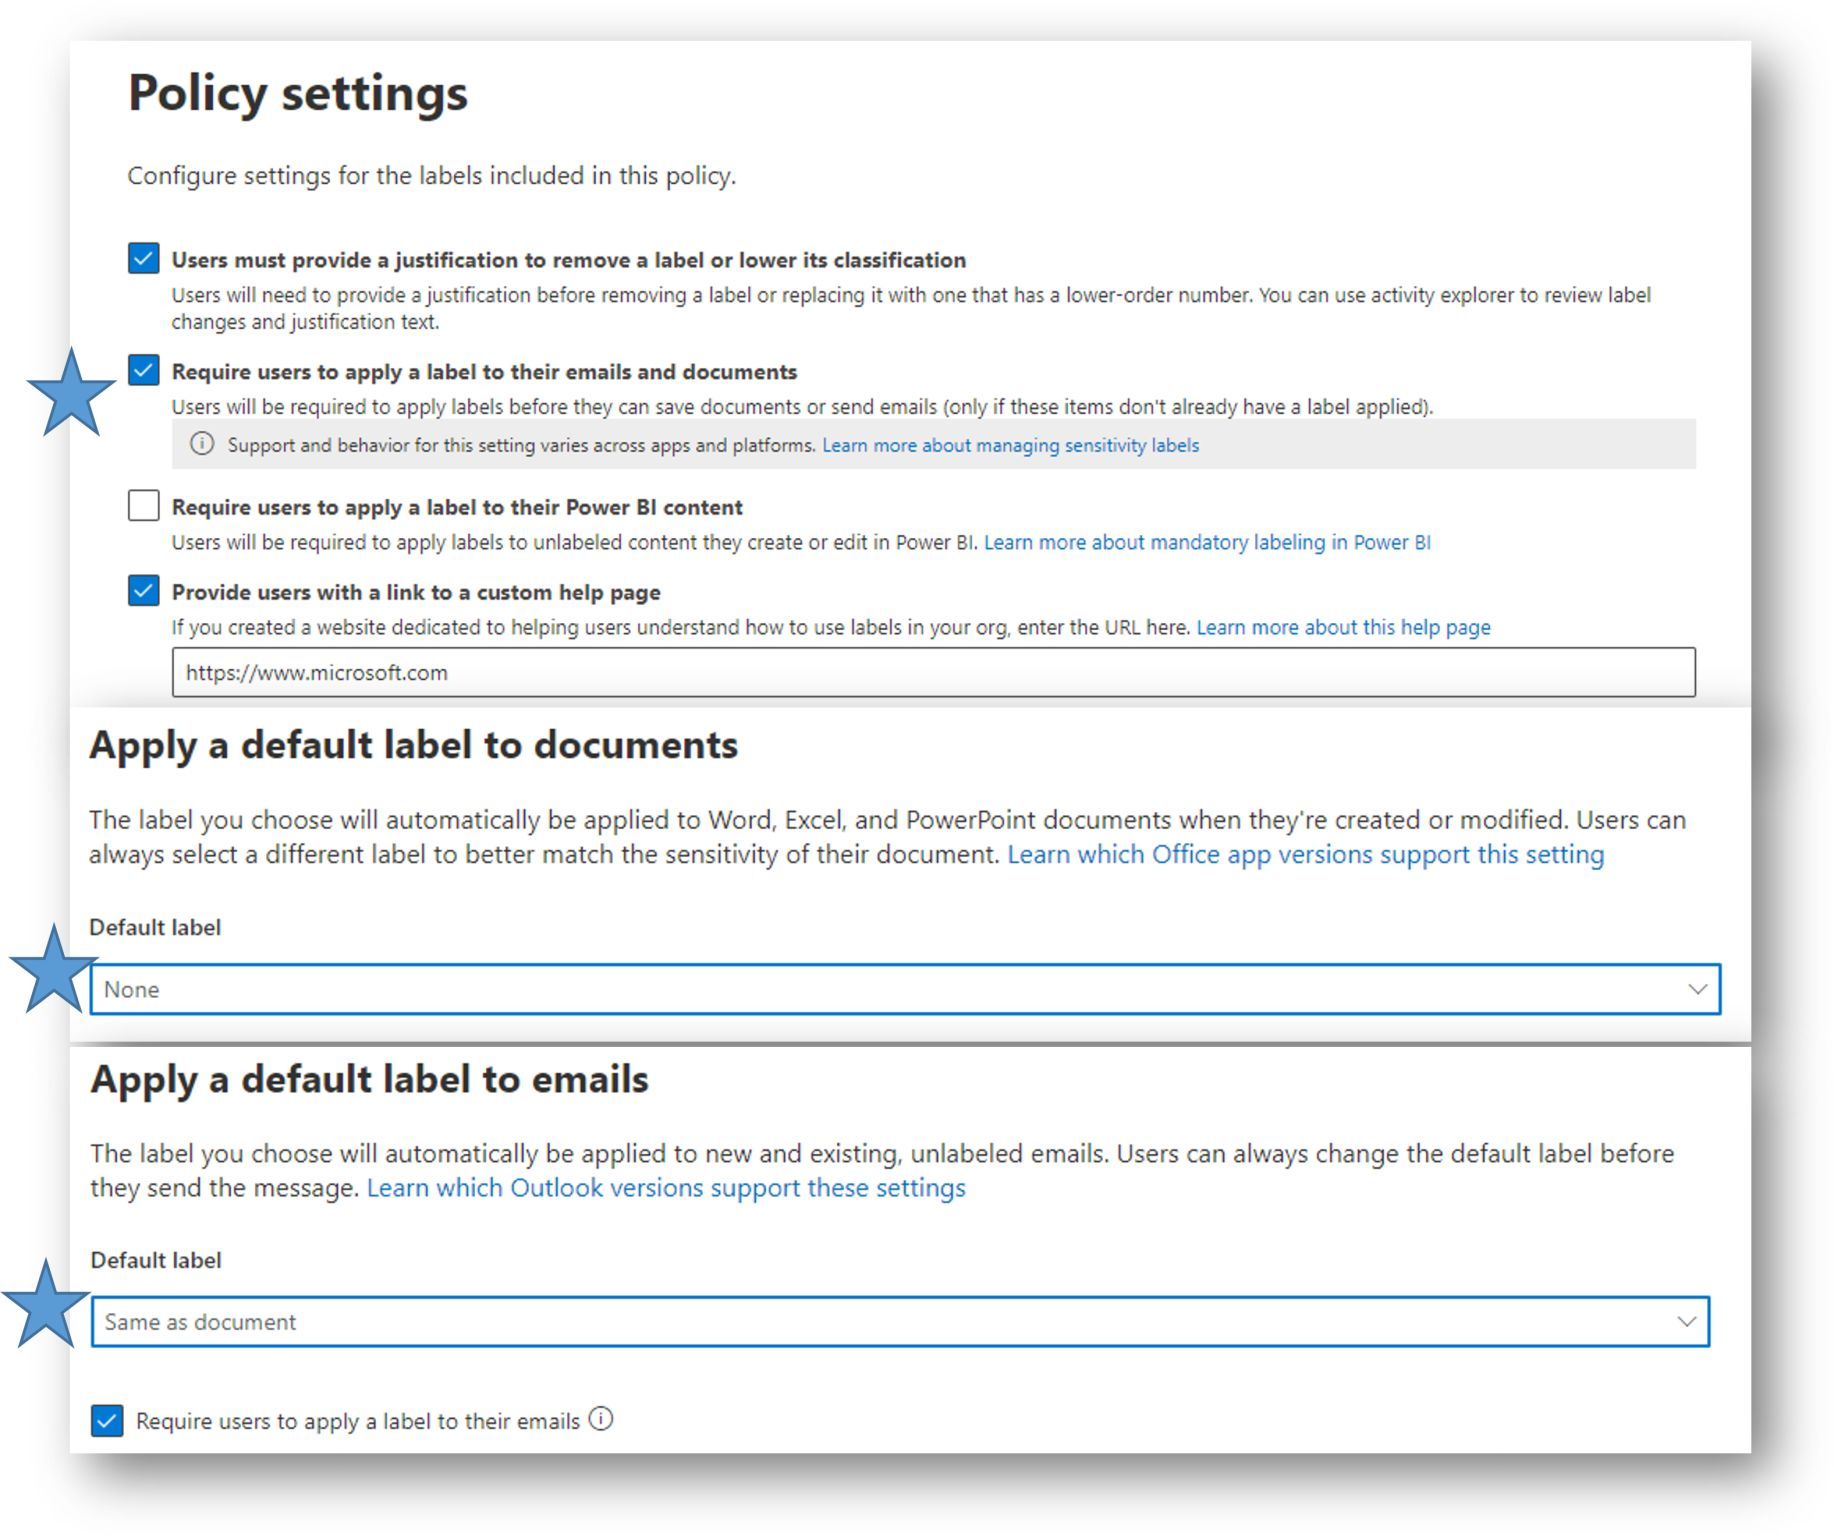 Policy settings
Configure settings for the labels included in this policy.
Users must provide a justification to remove a label or lower its classification
Users will need to provide a justification before removing a label or replacing it with one that has a lower-order number. You can use activity explorer to review label
changes and justification text.
Require users to apply a label to their emails and documents
Users will be required to apply labels before they can save documents or send emails (only if these items don't already have a label applied).
Support and behavior for this setting varies across apps and platforms. Learn more about managing sensitivity labels
Require users to apply a label to their Power BI content
Users will be required to apply labels to unlabeled content they create or edit in Power BI. Learn more about mandatory labeling in Power BI
Provide users with a link to a custom help page
If you created a website dedicated to helping users understand how to use labels in your org, enter the URL here. Learn more about this help page
https://www.microsoft.com
Apply a default label to documents
The label you choose will automatically be applied to Word, Excel, and PowerPoint documents when they're created or modified. Users can
always select a different label to better match the sensitivity of their document. Learn which Office app versions support this setting
Default label
None
Apply a default label to emails
The label you choose will automatically be applied to new and existing, unlabeled emails. Users can always change the default label before
they send the message. Learn which Outlook versions support these settings
Default label
Same as document
Require users to apply a label to their emails